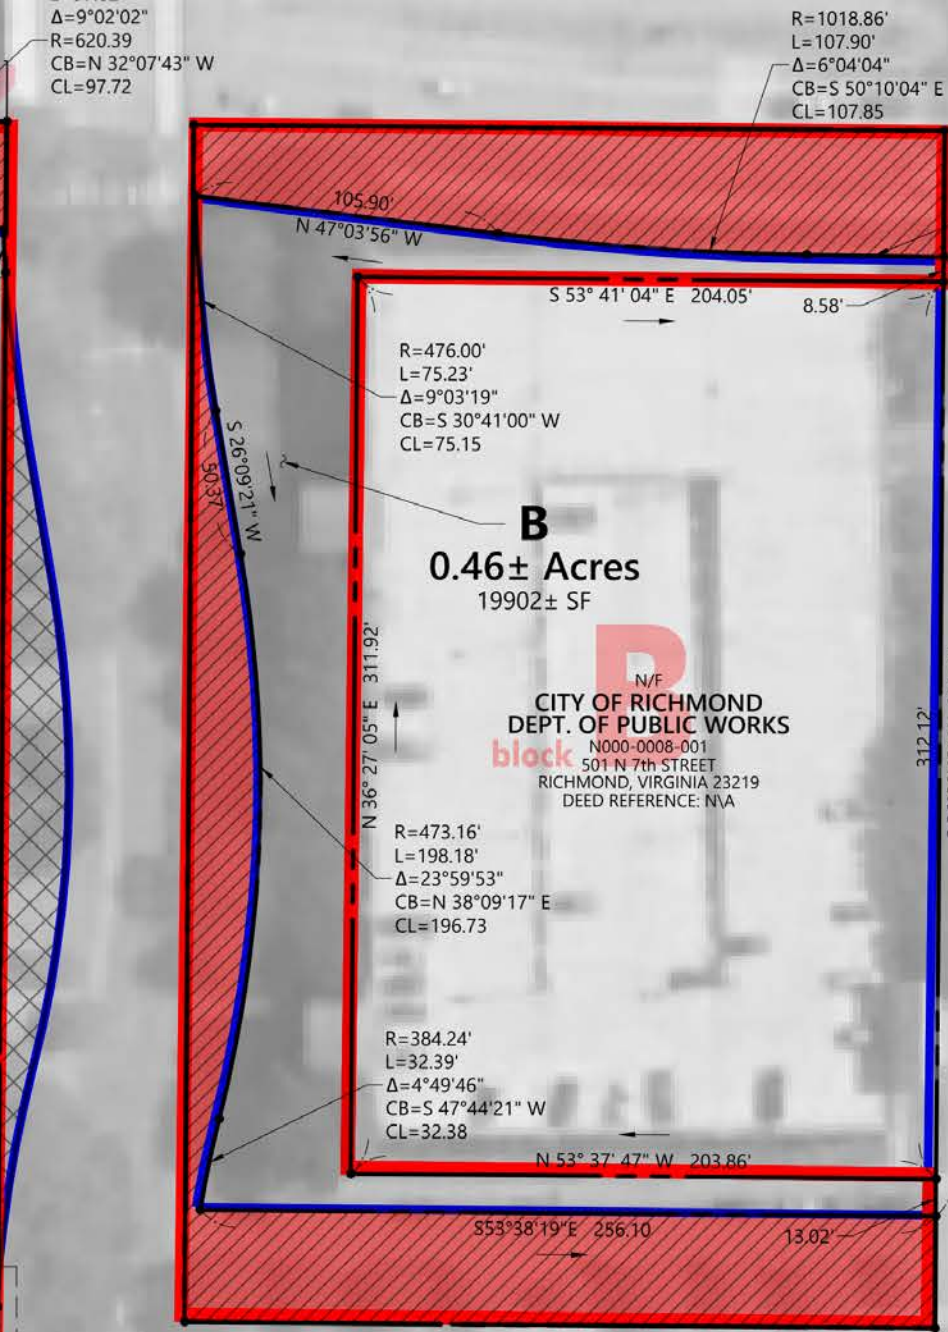 Δ=9°02'02"
R=620.39
CB=N 32°07'43" W
CL=97.72
R=1018.86'
L=107.90'
Δ=6°04'04"
CB=S 50°10'04" E
CL=107.85
105.90'
N 47°03'56" W
S 53° 41' 04" E 204.05'
8.58'
R=476.00'
L=75.23'
Δ=9°03'19"
CB=S 30°41'00" W
CL=75.15
S 26°09'21" W
50.37
B
0.46± Acres
19902± SF
N 36° 27' 05" E 311.92'
B
block
N/F
CITY OF RICHMOND
DEPT. OF PUBLIC WORKS
N000-0008-001
501 N 7th STREET
RICHMOND, VIRGINIA 23219
DEED REFERENCE: N\A
312.12'
R=473.16'
L=198.18'
Δ=23°59'53"
CB=N 38°09'17" E
CL=196.73
R=384.24'
L=32.39'
Δ=4°49'46"
CB=S 47°44'21" W
CL=32.38
N 53° 37' 47" W 203.86'
S53°38'19"E 256.10
13.02'